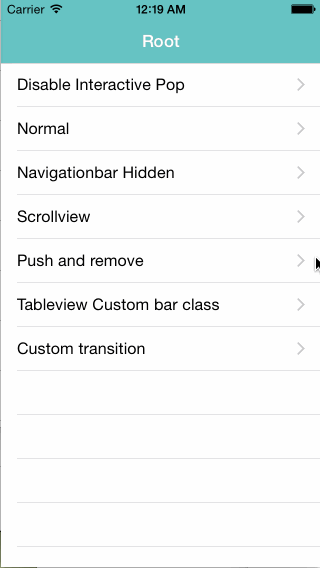 Carrier 12:19 AM
Root
Disable Interactive Pop
Normal
Navigationbar Hidden
Scrollview
Push and remove
Tableview Custom bar class
Custom transition